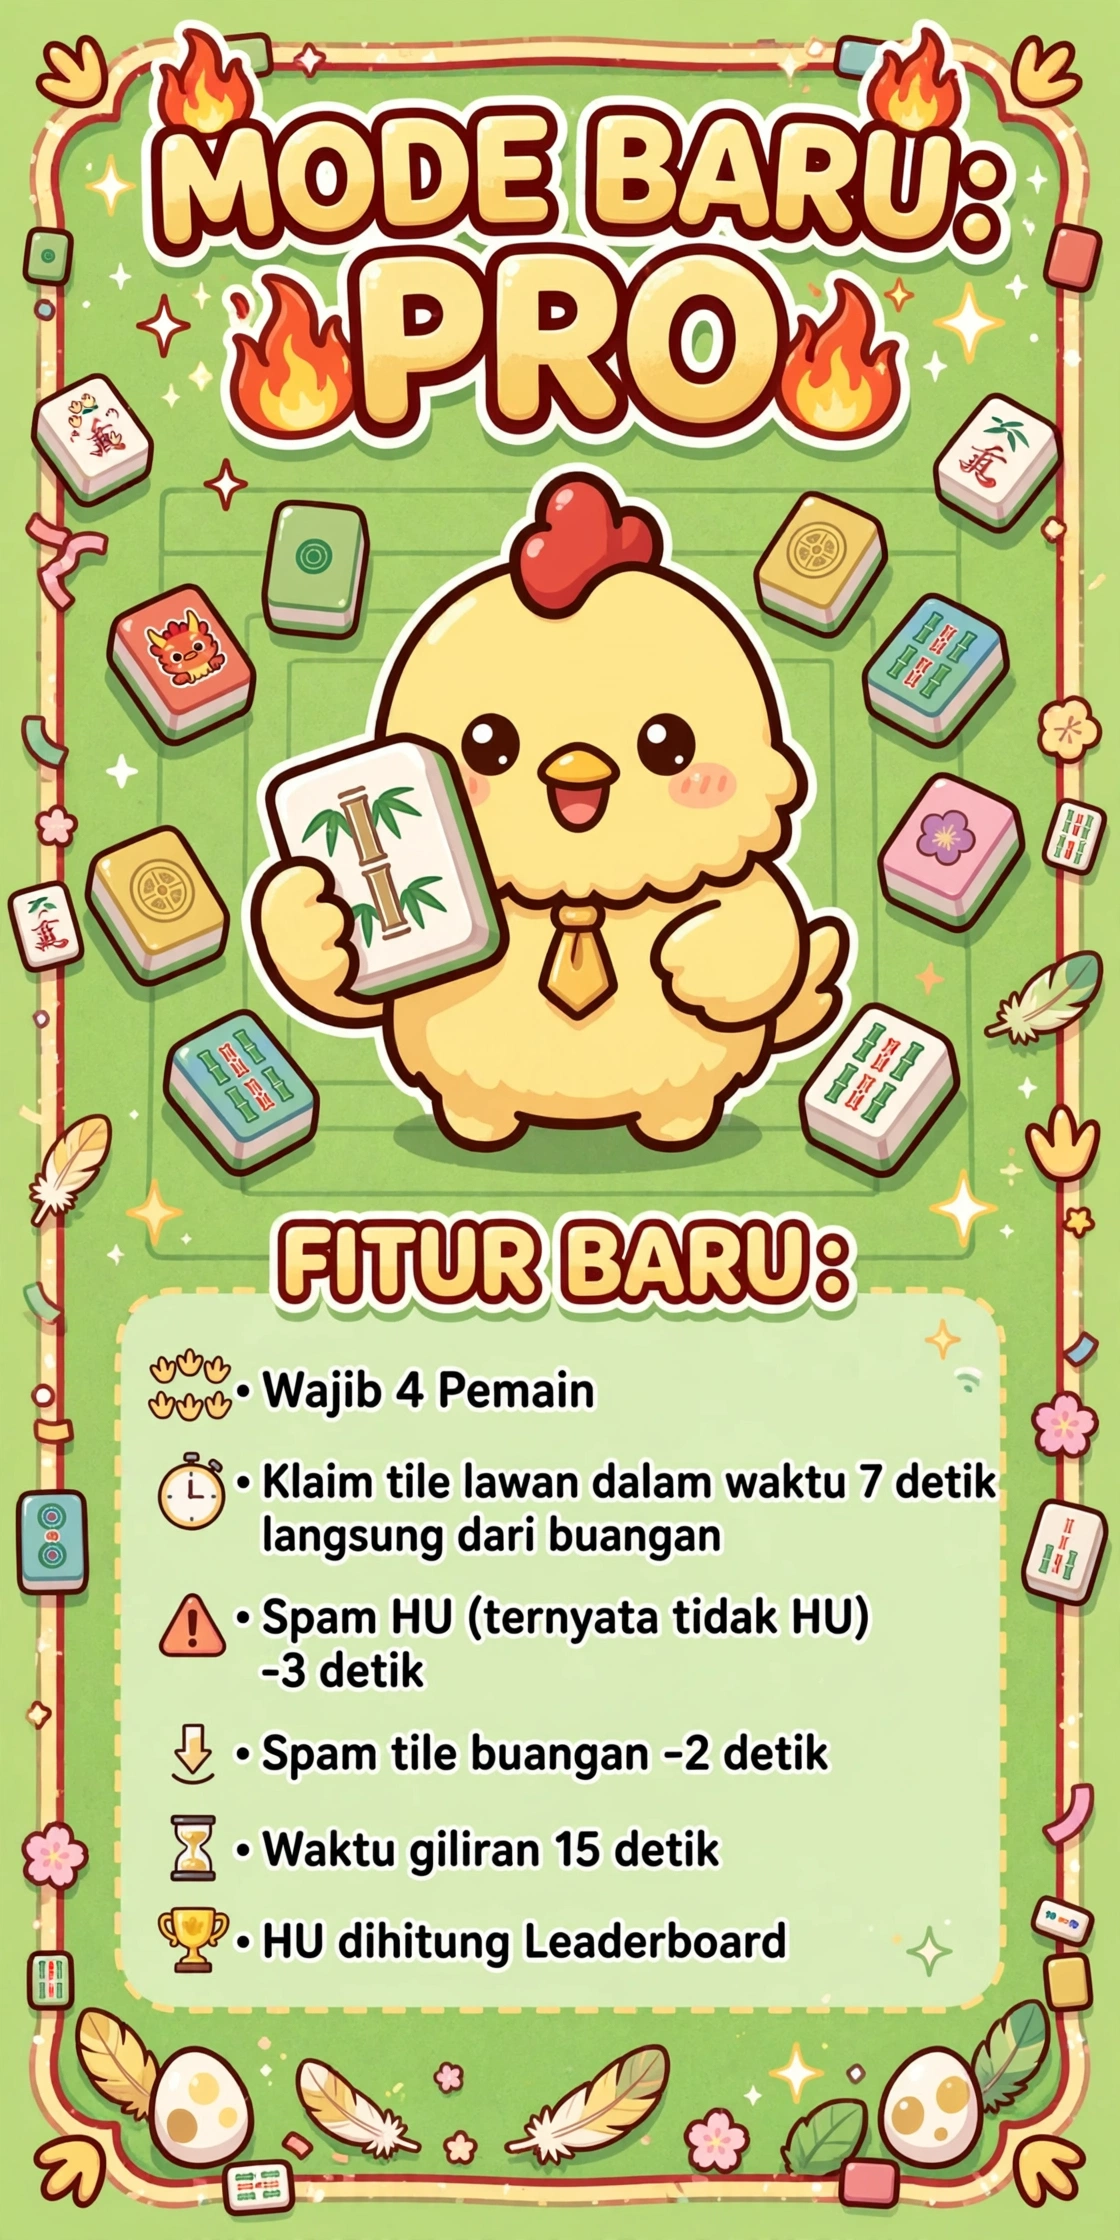 MODE BARU:
PRO
FITUR BARU:
• Wajib 4 Pemain
• Klaim tile lawan dalam waktu 7 detik
langsung dari buangan
• Spam HU (ternyata tidak HU)
-3 detik
• Spam tile buangan -2 detik
• Waktu giliran 15 detik
• HU dihitung Leaderboard